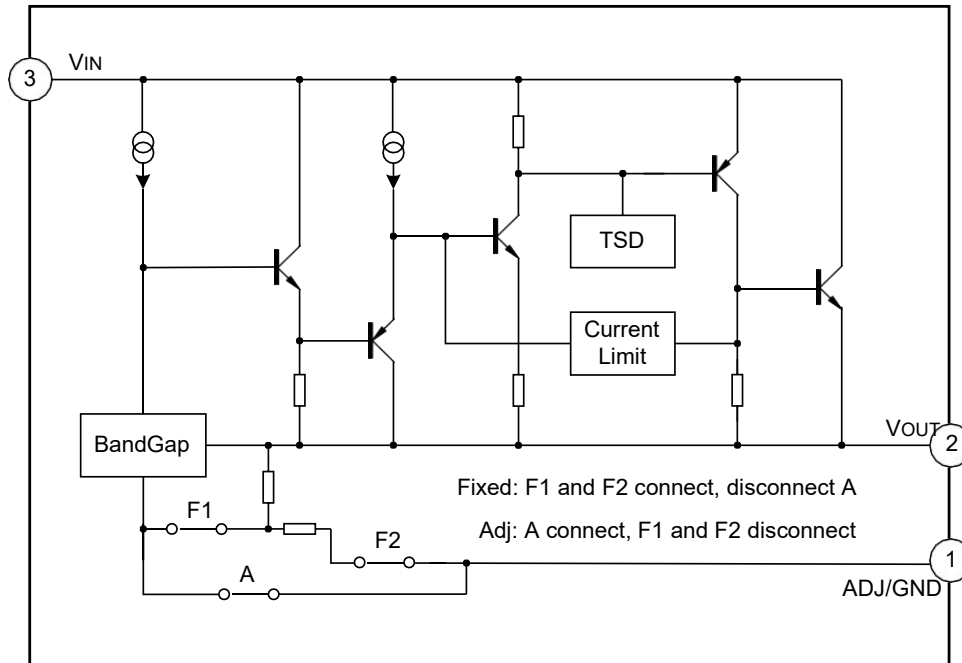 3
VIN
TSD
Current
Limit
BandGap
VOUT
2
Fixed: F1 and F2 connect, disconnect A
F1
Adj: A connect, F1 and F2 disconnect
F2
1
A
ADJ/GND